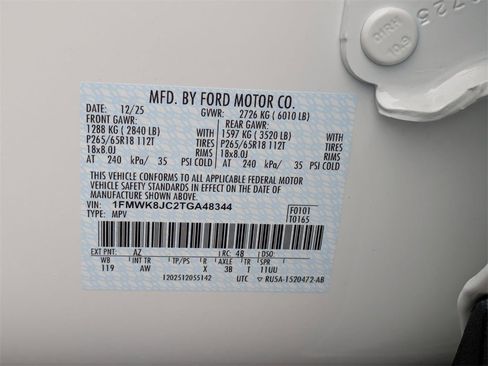 0725
01RH
10.3
MFD. BY FORD MOTOR CO.
DATE: 12/25 GVWR: 2726 KG ( 6010 LB)
FRONT GAWR: REAR GAWR:
1288 KG ( 2840 LB) WITH 1597 KG ( 3520 LB) WITH
P265/65R18 112T TIRES P265/65R18 112T TIRES
18x8.0J RIMS 18x8.0J RIMS
AT 240 kPa/ 35 PSI COLD AT 240 kPa/ 35 PSI COLD
THIS VEHICLE CONFORMS TO ALL APPLICABLE FEDERAL MOTOR
VEHICLE SAFETY STANDARDS IN EFFECT ON THE DATE OF
MANUFACTURE SHOWN ABOVE.
VIN: 1FMWK8JC2TGA48344 F0101
TYPE: MPV T0165
EXT PNT: AZ RC: 48 DSO:
WB INT TR TP/PS R AXLE TR SPR
119 AW X 3B T 11UU
1202512055142 UTC ▽ RU5A-1520472-AB